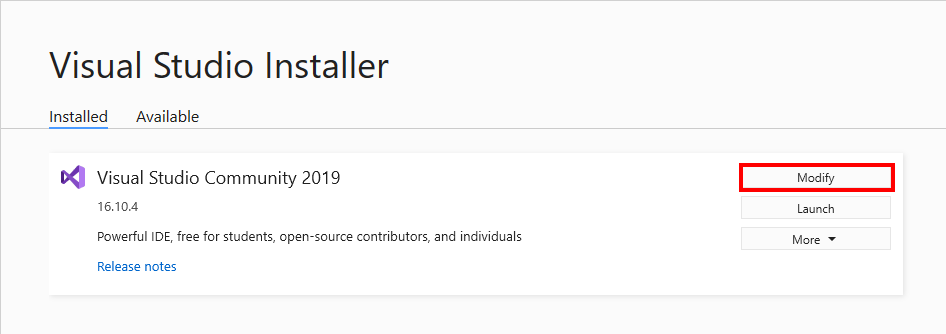 Visual Studio Installer
Installed Available
Visual Studio Community 2019
Modify
16.10.4
Launch
Powerful IDE, free for students, open-source contributors, and individuals
More
Release notes